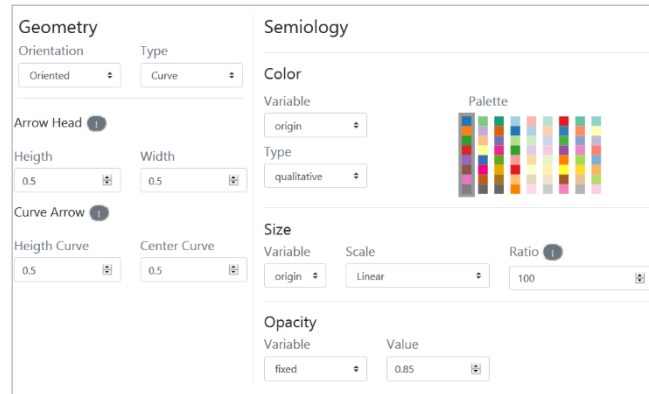 Geometry
Orientation Type
Oriented Curve
Arrow Head i
Heigth Width
0.5 0.5
Curve Arrow i
Heigth Curve Center Curve
0.5 0.5
Semiology
Color
Variable Palette
origin
Type
qualitative
Size
Variable Scale Ratio i
origin Linear 100
Opacity
Variable Value
fixed 0.85